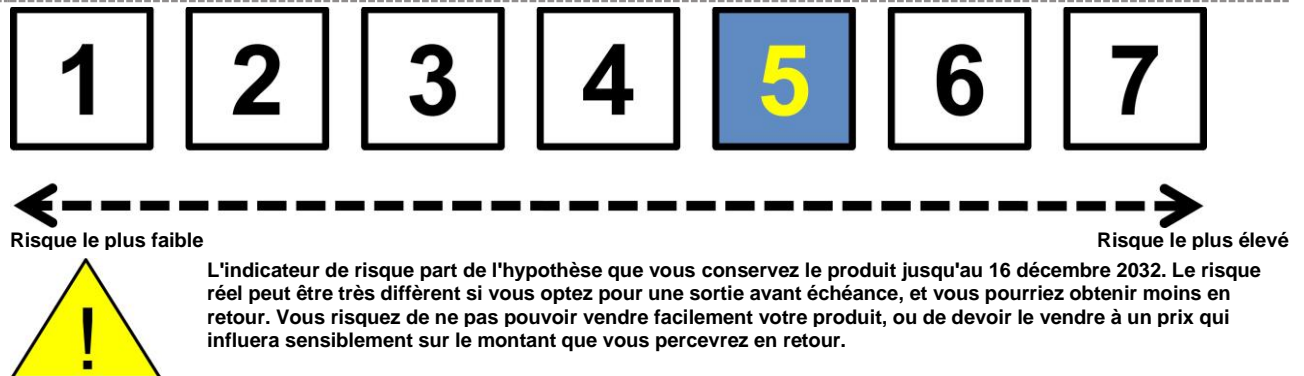 1 2 3 4 5 6 7
Risque le plus faible Risque le plus élevé
L'indicateur de risque part de l'hypothèse que vous conservez le produit jusqu'au 16 décembre 2032. Le risque
réel peut être très diffèrent si vous optez pour une sortie avant échéance, et vous pourriez obtenir moins en
retour. Vous risquez de ne pas pouvoir vendre facilement votre produit, ou de devoir le vendre à un prix qui
influera sensiblement sur le montant que vous percevrez en retour.
!